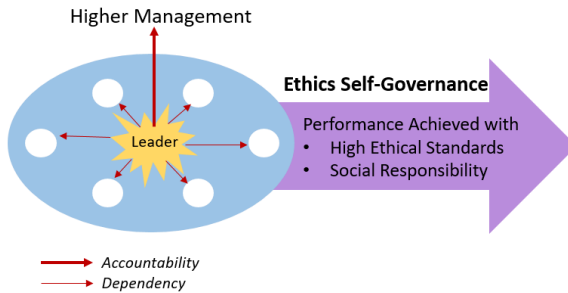 Higher Management
Leader
Ethics Self-Governance
Performance Achieved with
• High Ethical Standards
• Social Responsibility
Accountability
Dependency